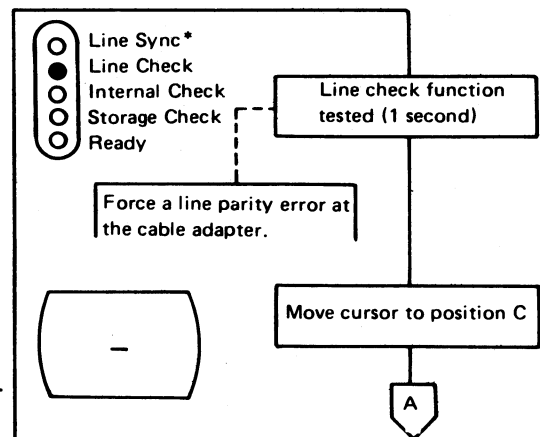 Line Sync*
Line Check
Internal Check
Storage Check
Ready
Line check function
tested (1 second)
Force a line parity error at
the cable adapter.
Move cursor to position C
A